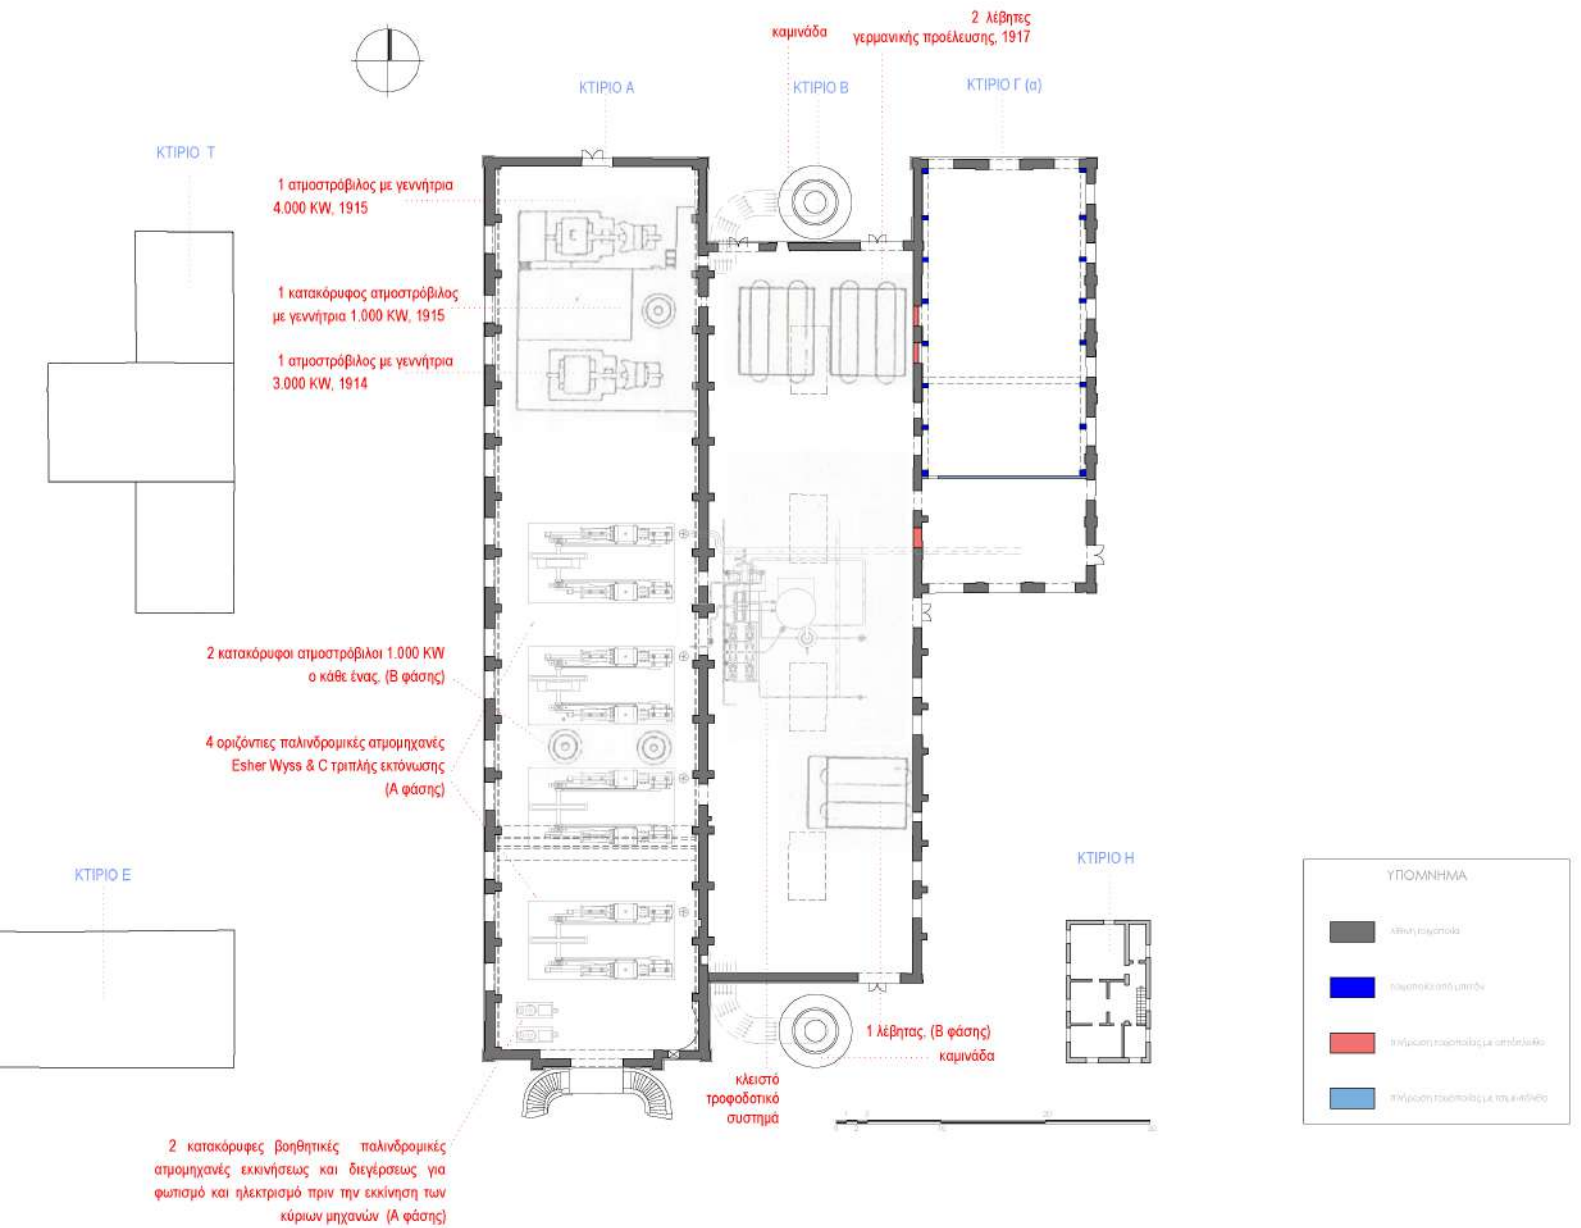 2 λέβητες
γερμανικής προέλευσης, 1917
καμινάδα
ΚΤΙΡΙΟ Α
ΚΤΙΡΙΟ Β
ΚΤΙΡΙΟ Γ (α)
ΚΤΙΡΙΟ Τ
1 ατμοστρόβιλος με γεννήτρια
4.000 KW, 1915
1 κατακόρυφος ατμοστρόβιλος
με γεννήτρια 1.000 KW, 1915
1 ατμοστρόβιλος με γεννήτρια
3.000 KW, 1914
2 κατακόρυφοι ατμοστρόβιλοι 1.000 KW
ο κάθε ένας, (Β φάσης)
4 οριζόντιες παλινδρομικές ατμομηχανές
Esher Wyss & C τριπλής εκτόνωσης
(Α φάσης)
ΚΤΙΡΙΟ Ε
ΚΤΙΡΙΟ Η
ΥΠΟΜΝΗΜΑ
1 λέβητας, (Β φάσης)
καμινάδα
κλειστό
τροφοδοτικό
συστημά
2 κατακόρυφες βοηθητικές παλινδρομικές
ατμομηχανές εκκινήσεως και διεγέρσεως για
φωτισμό και ηλεκτρισμό πριν την εκκίνηση των
κύριων μηχανών (Α φάσης)